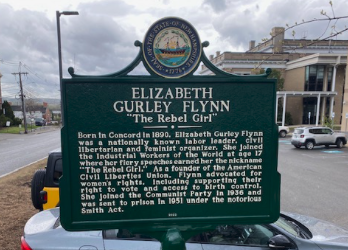 ELIZABETH
GURLEY FLYNN
"The Rebel Girl"
Born in Concord in 1890, Elizabeth Gurley Flynn
was a nationally known labor leader, civil
libertarian and feminist organizer. She joined
the Industrial Workers of the World at age 17
where her fiery speeches earned her the nickname
"The Rebel Girl." As a founder of the American
Civil Liberties Union, Flynn advocated for
women's rights, including supporting their
right to vote and access to birth control.
She joined the Communist Party in 1936 and
was sent to prison in 1951 under the notorious
Smith Act.